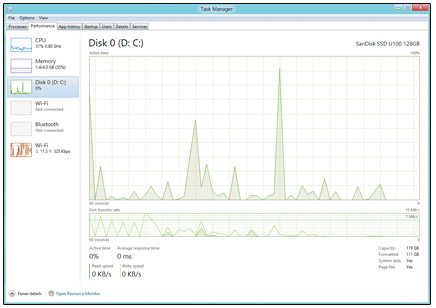 Task Manager
File Options View
Processes Performance App history Startup Users Details Services
CPU
31% 0.80 GHz
Memory
1.4/4.0 GB (35%)
Disk 0 (D: C:)
0%
Wi-Fi
Not connected
Bluetooth
Not connected
Wi-Fi
S: 11.3 R: 325 Kbps
Disk 0 (D: C:)
SanDisk SSD U100 128GB
Active time
100%
60 seconds
0
Disk transfer rate
10 MB/s
7 MB/s
60 seconds
0
Active time
0%
Average response time
0 ms
Read speed
0 KB/s
Write speed
0 KB/s
Capacity: 119 GB
Formatted: 111 GB
System disk: Yes
Page file: Yes
Fewer details
Open Resource Monitor